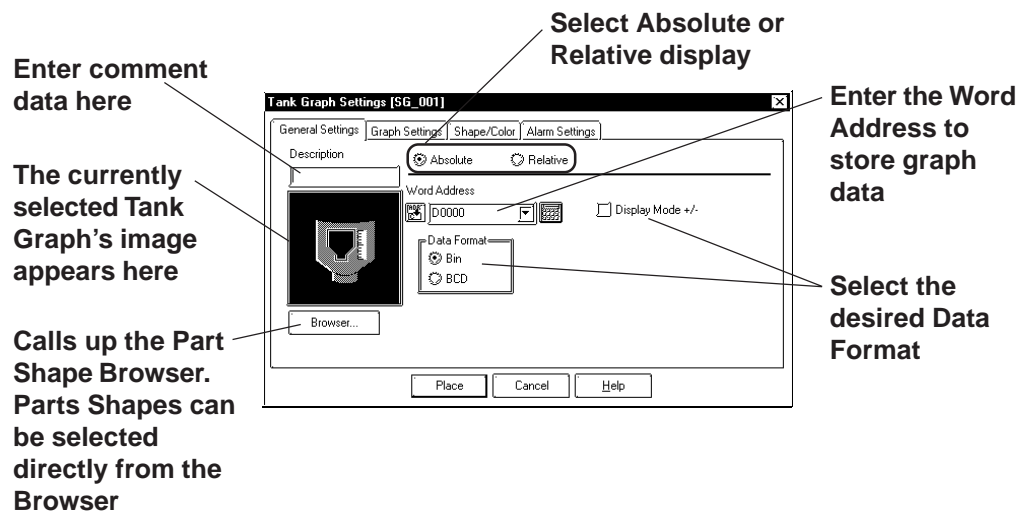 Select Absolute or
Relative display
Enter comment
data here
Enter the Word
Address to
store graph
data
The currently
selected Tank
Graph's image
appears here
Select the
desired Data
Format
Calls up the Part
Shape Browser.
Parts Shapes can
be selected
directly from the
Browser
Tank Graph Settings [SG_001]
General Settings Graph Settings Shape/Color Alarm Settings
Description
Absolute Relative
Word Address
D0000
Display Mode +/-
Data Format
Bin
BCD
Browser...
Place Cancel Help